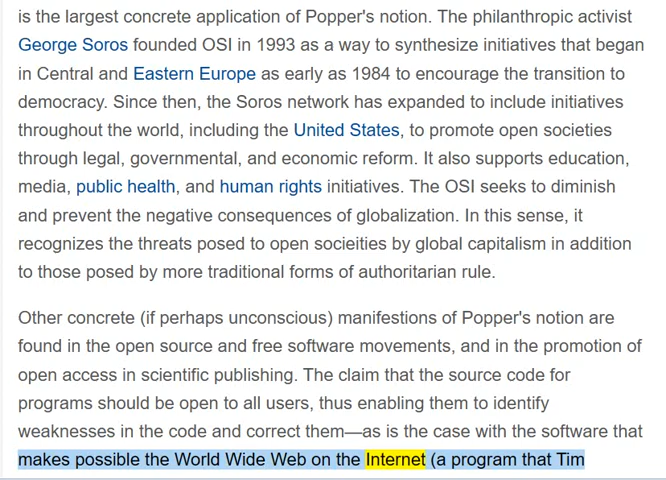 is the largest concrete application of Popper's notion. The philanthropic activist
George Soros founded OSI in 1993 as a way to synthesize initiatives that began
in Central and Eastern Europe as early as 1984 to encourage the transition to
democracy. Since then, the Soros network has expanded to include initiatives
throughout the world, including the United States, to promote open societies
through legal, governmental, and economic reform. It also supports education,
media, public health, and human rights initiatives. The OSI seeks to diminish
and prevent the negative consequences of globalization. In this sense, it
recognizes the threats posed to open socieities by global capitalism in addition
to those posed by more traditional forms of authoritarian rule.
Other concrete (if perhaps unconscious) manifestions of Popper's notion are
found in the open source and free software movements, and in the promotion of
open access in scientific publishing. The claim that the source code for
programs should be open to all users, thus enabling them to identify
weaknesses in the code and correct them—as is the case with the software that
makes possible the World Wide Web on the Internet (a program that Tim